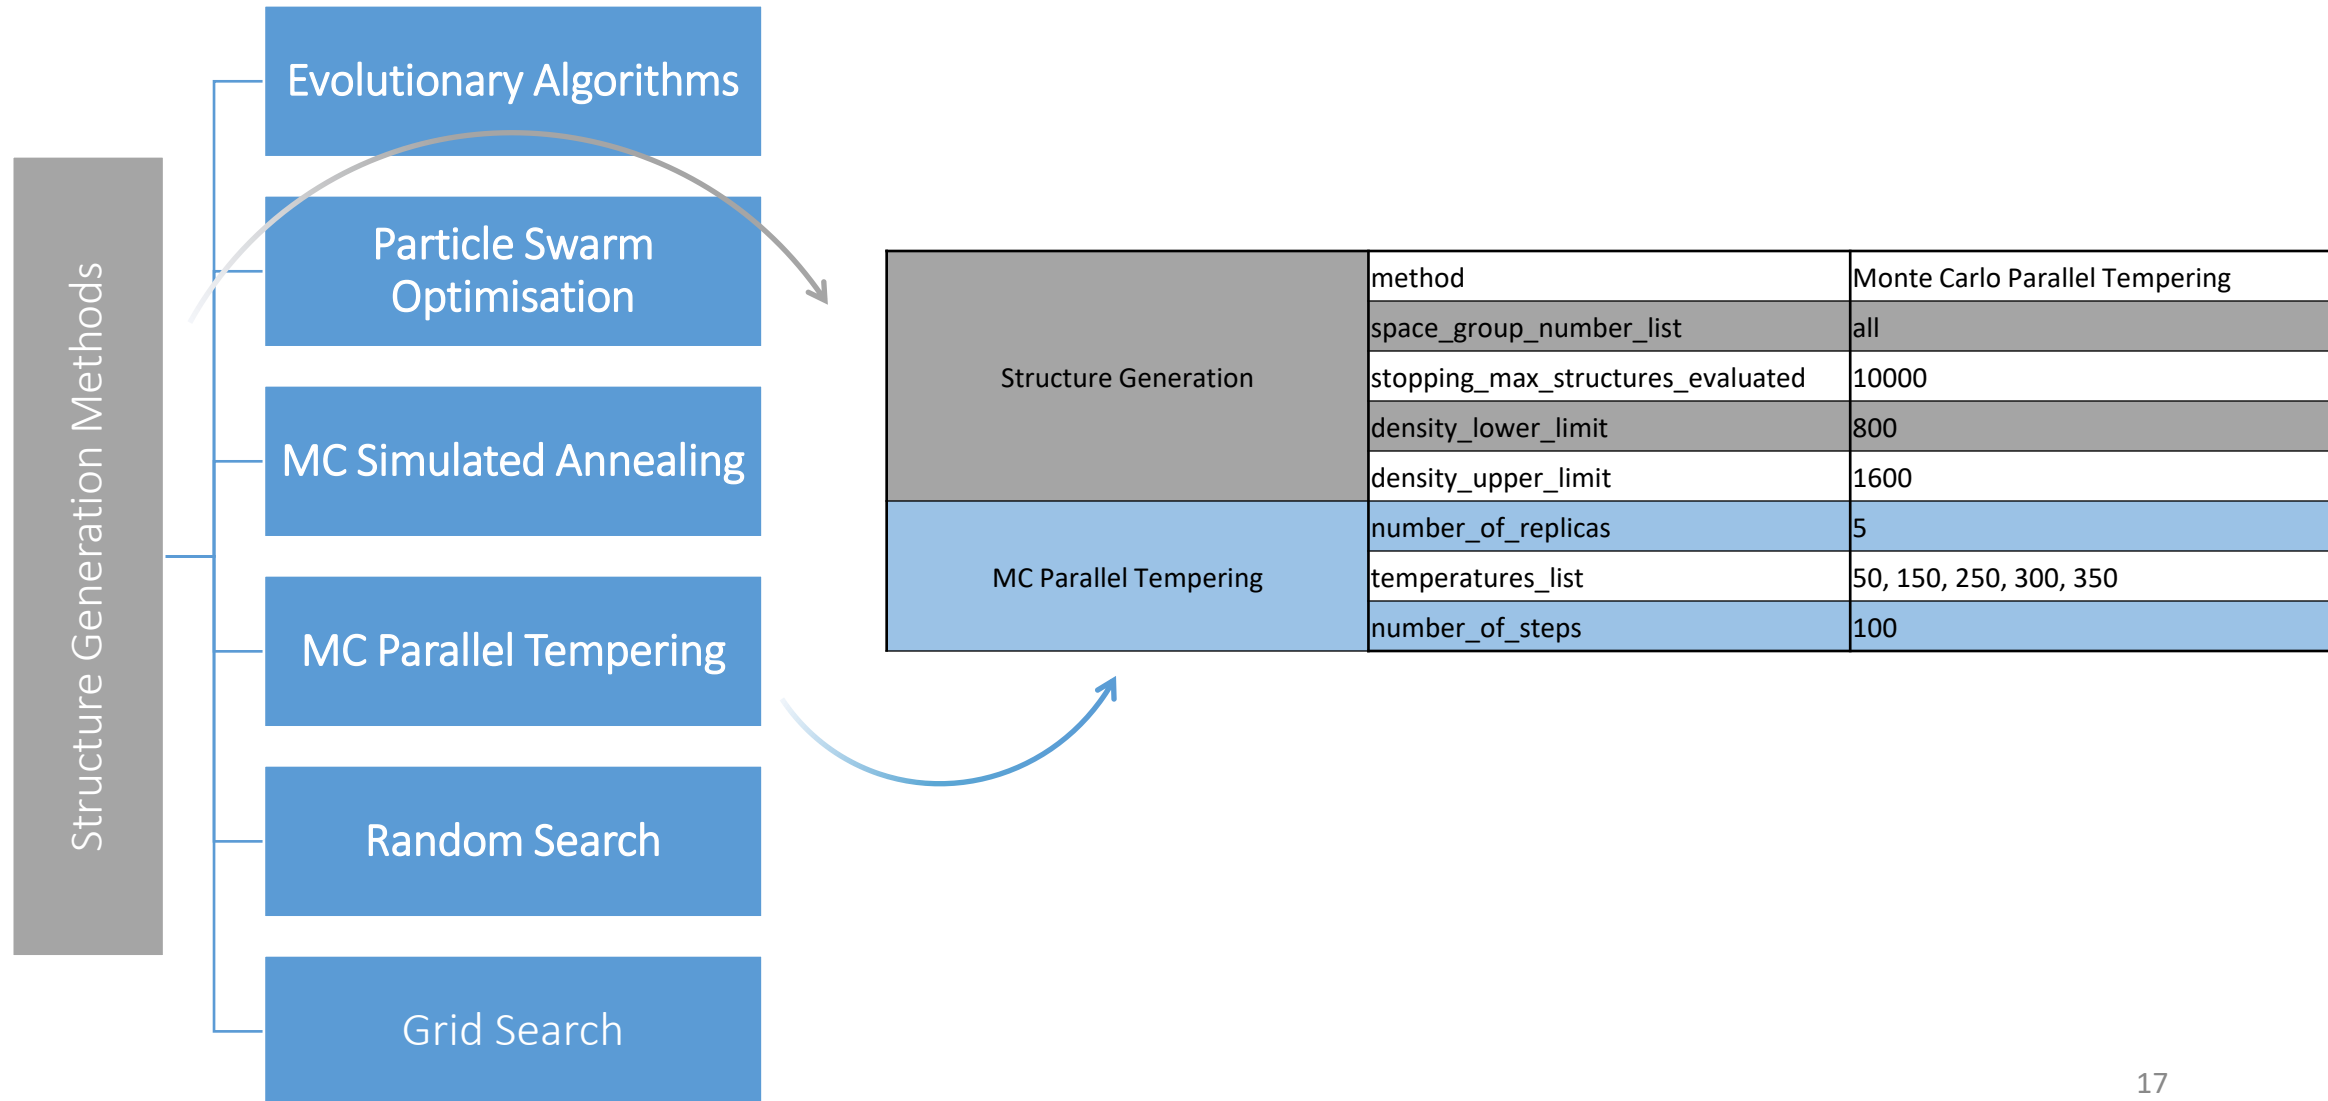 Structure Generation Methods
Evolutionary Algorithms
Particle Swarm
Optimisation
MC Simulated Annealing
MC Parallel Tempering
Random Search
Grid Search
Structure Generation
method Monte Carlo Parallel Tempering
space_group_number_list all
stopping_max_structures_evaluated 10000
density_lower_limit 800
density_upper_limit 1600
MC Parallel Tempering
number_of_replicas 5
temperatures_list 50, 150, 250, 300, 350
number_of_steps 100
17